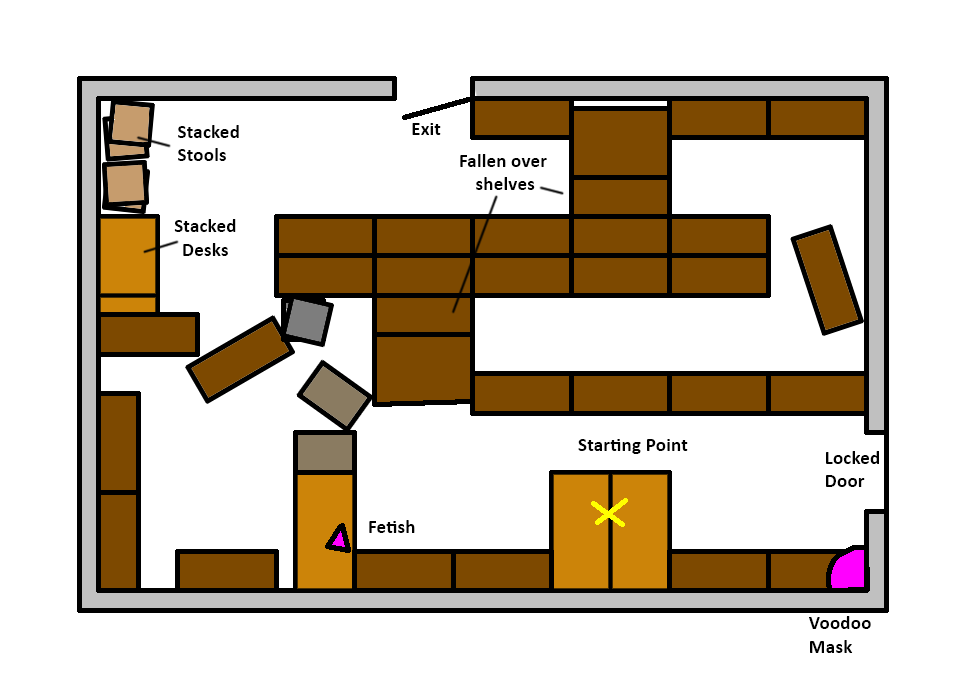 Exit
Stacked
Stools
Fallen over
shelves
Stacked
Desks
Starting Point
Locked
Door
Fetish
Voodoo
Mask